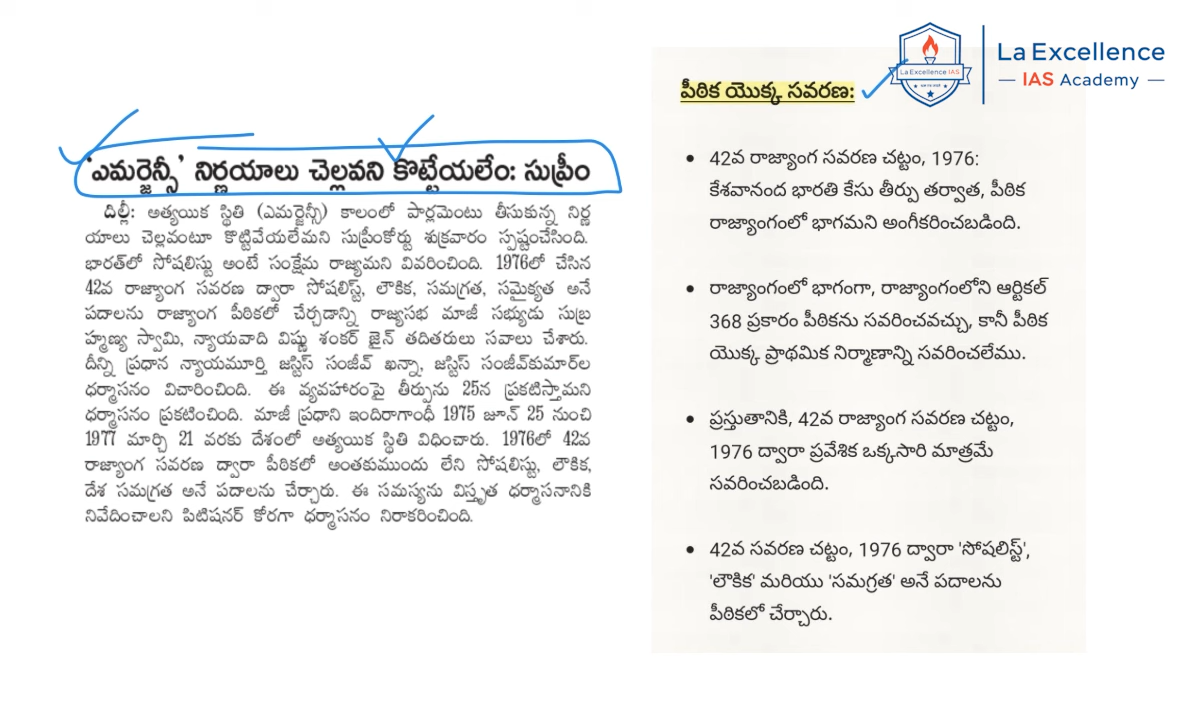 La Excellence
— IAS Academy —
La Excellence IAS
'ఎమర్జెన్సీ' నిర్ణయాలు చెల్లవని కొట్టేయలేం: సుప్రీం
దిల్లీ: అత్యయిక స్థితి (ఎమర్జెన్సీ) కాలంలో పార్లమెంటు తీసుకున్న నిర్ణ
యాలు చెల్లవంటూ కొట్టివేయలేమని సుప్రీంకోర్టు శుక్రవారం స్పష్టంచేసింది.
భారత్‌లో సోషలిస్టు అంటే సంక్షేమ రాజ్యమని వివరించింది. 1976లో చేసిన
42వ రాజ్యాంగ సవరణ ద్వారా సోషలిస్ట్, లౌకిక, సమగ్రత, సమైక్యత అనే
పదాలను రాజ్యాంగ పీఠికలో చేర్చడాన్ని రాజ్యసభ మాజీ సభ్యుడు సుబ్ర
హ్మణ్య స్వామి, న్యాయవాది విష్ణు శంకర్ జైన్ తదితరులు సవాలు చేశారు.
దీన్ని ప్రధాన న్యాయమూర్తి జస్టిస్ సంజీవ్ ఖన్నా, జస్టిస్ సంజీవ్‌కుమార్‌ల
ధర్మాసనం విచారించింది. ఈ వ్యవహారంపై తీర్పును 25న ప్రకటిస్తామని
ధర్మాసనం ప్రకటించింది. మాజీ ప్రధాని ఇందిరాగాంధీ 1975 జూన్ 25 నుంచి
1977 మార్చి 21 వరకు దేశంలో అత్యయిక స్థితి విధించారు. 1976లో 42వ
రాజ్యాంగ సవరణ ద్వారా పీఠికలో అంతకుముందు లేని సోషలిస్టు, లౌకిక,
దేశ సమగ్రత అనే పదాలను చేర్చారు. ఈ సమస్యను విస్తృత ధర్మాసనానికి
నివేదించాలని పిటిషనర్ కోరగా ధర్మాసనం నిరాకరించింది.
పీఠిక యొక్క సవరణ:
• 42వ రాజ్యాంగ సవరణ చట్టం, 1976:
కేశవానంద భారతి కేసు తీర్పు తర్వాత, పీఠిక
రాజ్యాంగంలో భాగమని అంగీకరించబడింది.
• రాజ్యాంగంలో భాగంగా, రాజ్యాంగంలోని ఆర్టికల్
368 ప్రకారం పీఠికను సవరించవచ్చు, కానీ పీఠిక
యొక్క ప్రాథమిక నిర్మాణాన్ని సవరించలేము.
• ప్రస్తుతానికి, 42వ రాజ్యాంగ సవరణ చట్టం,
1976 ద్వారా ప్రవేశిక ఒక్కసారి మాత్రమే
సవరించబడింది.
• 42వ సవరణ చట్టం, 1976 ద్వారా 'సోషలిస్ట్',
'లౌకిక' మరియు 'సమగ్రత' అనే పదాలను
పీఠికలో చేర్చారు.